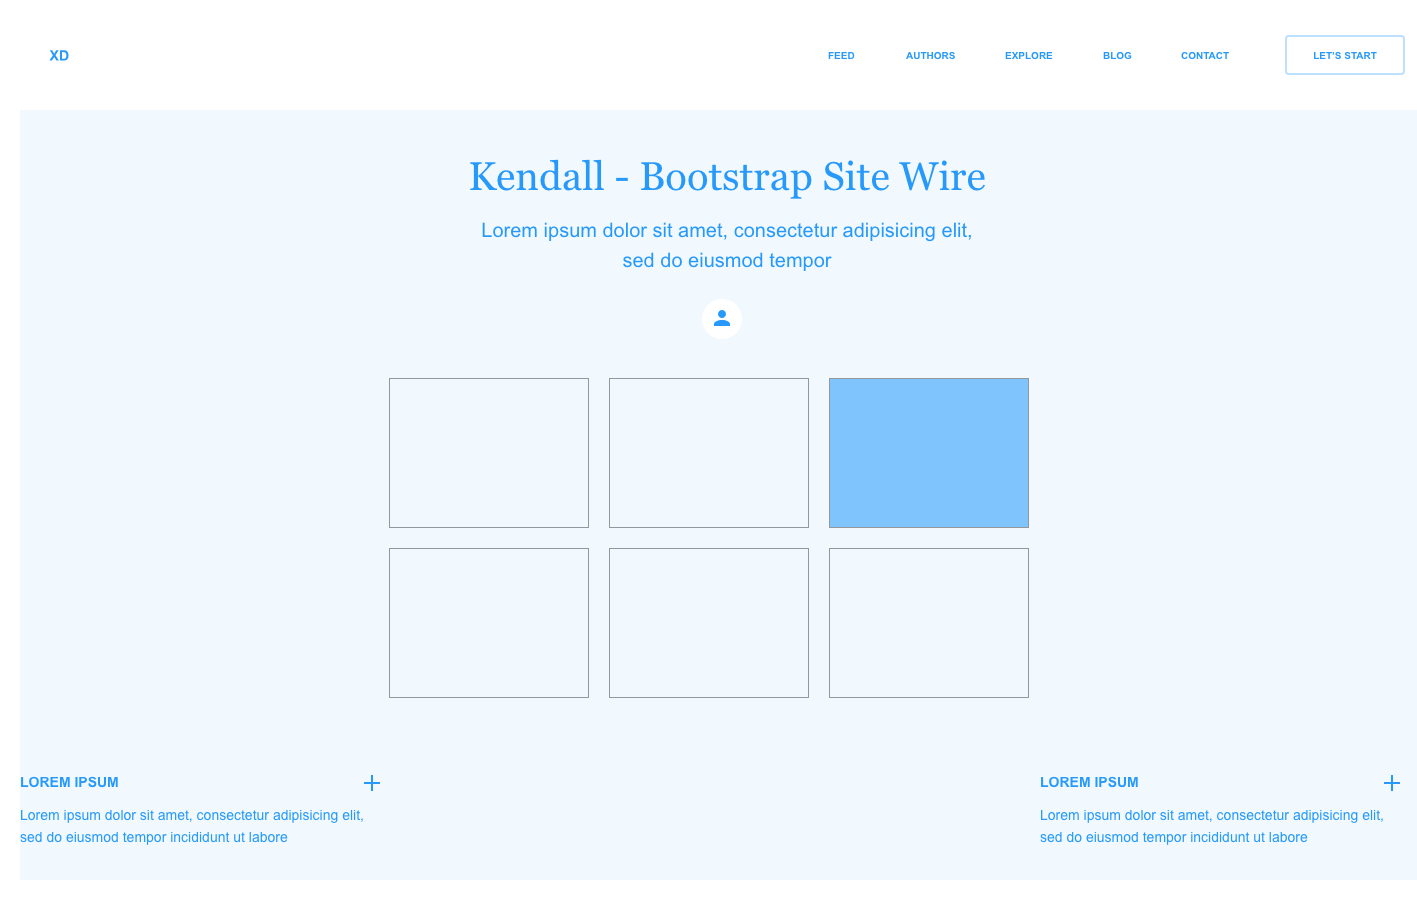 XD
FEED
AUTHORS
EXPLORE
BLOG
CONTACT
LET'S START
Kendall - Bootstrap Site Wire
Lorem ipsum dolor sit amet, consectetur adipisicing elit,
sed do eiusmod tempor
LOREM IPSUM
Lorem ipsum dolor sit amet, consectetur adipisicing elit,
sed do eiusmod tempor incididunt ut labore
LOREM IPSUM
Lorem ipsum dolor sit amet, consectetur adipisicing elit,
sed do eiusmod tempor incididunt ut labore